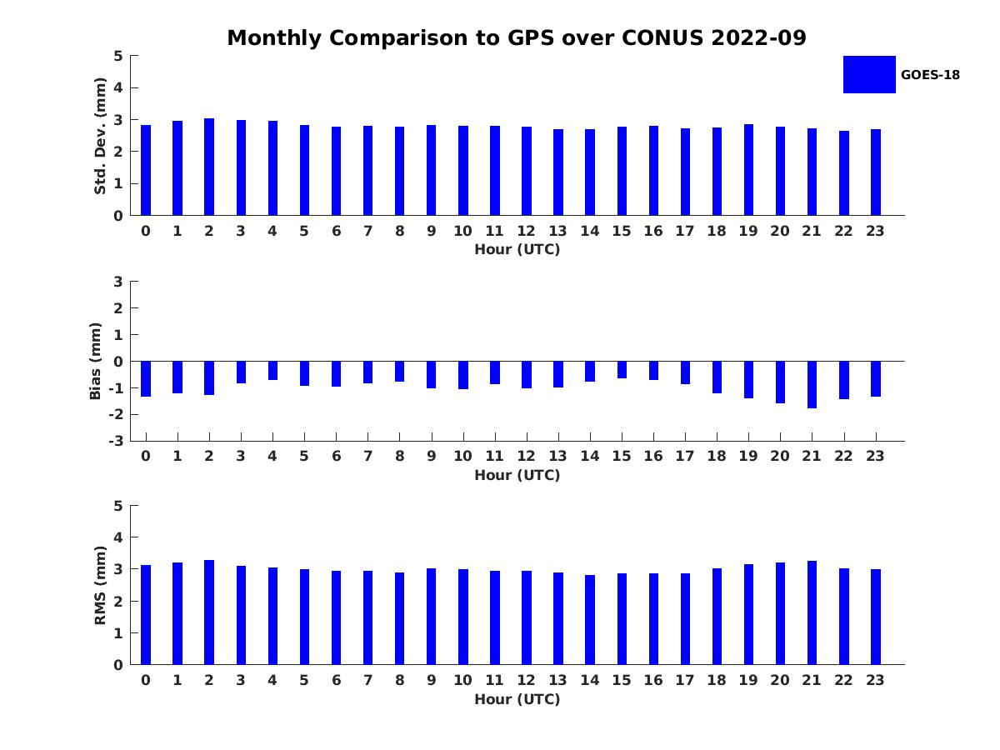 Monthly Comparison to GPS over CONUS 2022-09
GOES-18
Std. Dev. (mm)
5
4
3
2
1
0
0 1 2 3 4 5 6 7 8 9 10 11 12 13 14 15 16 17 18 19 20 21 22 23
Hour (UTC)
Bias (mm)
3
2
1
0
-1
-2
-3
0 1 2 3 4 5 6 7 8 9 10 11 12 13 14 15 16 17 18 19 20 21 22 23
Hour (UTC)
RMS (mm)
5
4
3
2
1
0
0 1 2 3 4 5 6 7 8 9 10 11 12 13 14 15 16 17 18 19 20 21 22 23
Hour (UTC)